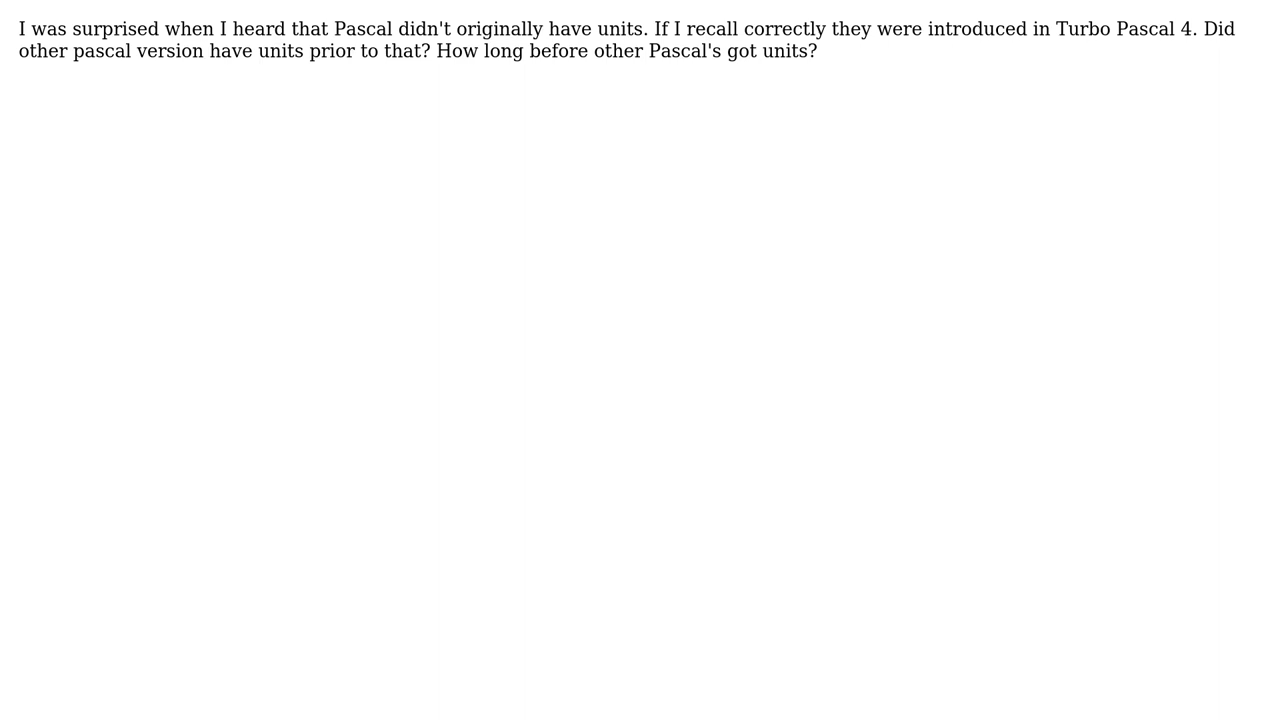 I was surprised when I heard that Pascal didn't originally have units. If I recall correctly they were introduced in Turbo Pascal 4. Did
other pascal version have units prior to that? How long before other Pascal's got units?